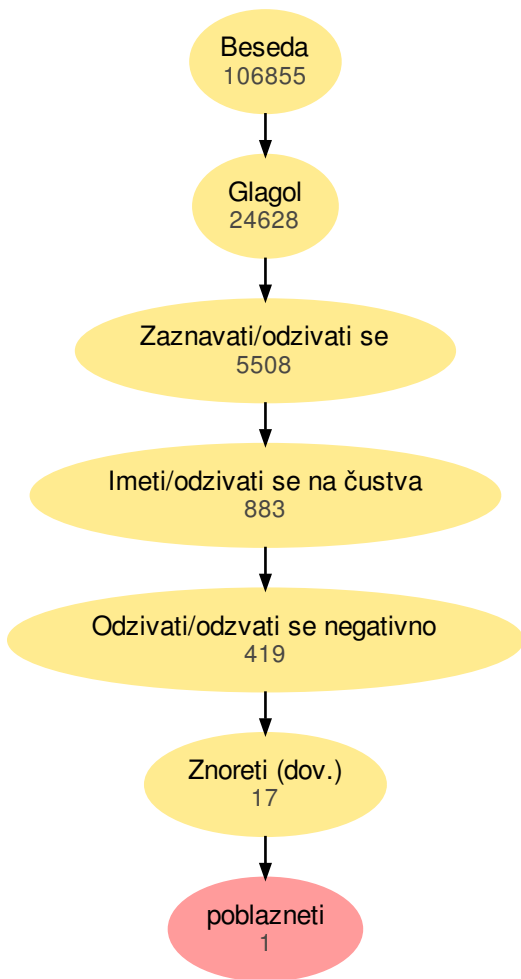 Beseda
106855
Glagol
24628
Zaznavati/odzivati se
5508
Imeti/odzivati se na čustva
883
Odzivati/odzvati se negativno
419
Znoreti (dov.)
17
poblazneti
1